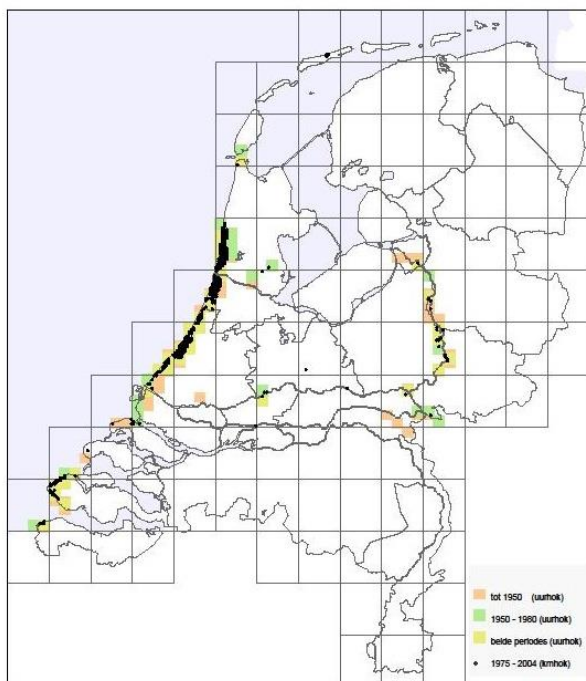 tot 1950 (uurhok)
1950 - 1980 (uurhok)
beide periodes (uurhok)
1975 - 2004 (kmhok)